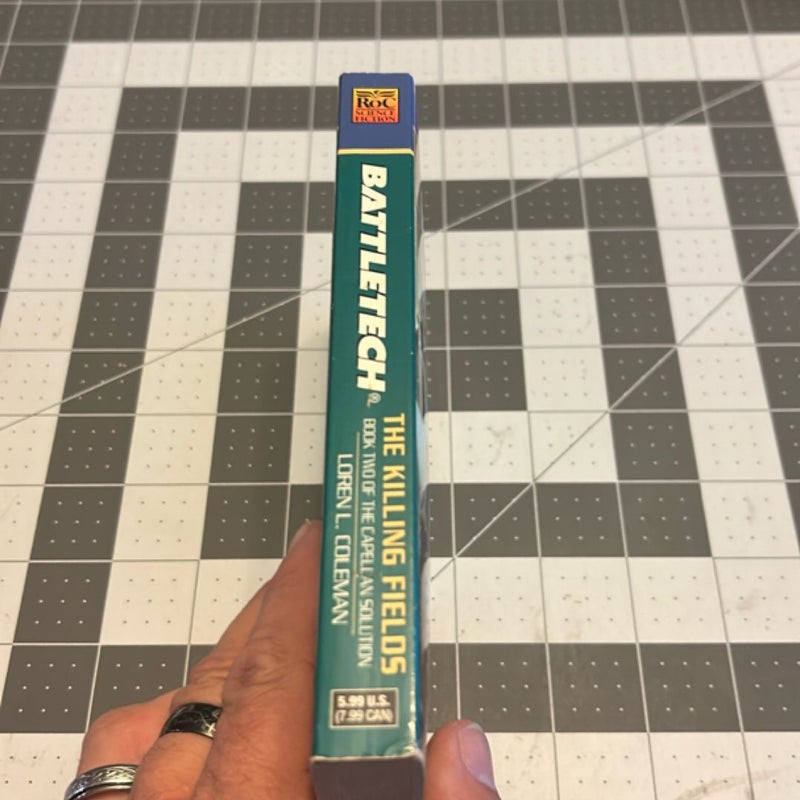 ROC
SCIENCE
FICTION
BATTLETECH®
THE KILLING FIELDS
BOOK TWO OF THE CAPELLAN SOLUTION
LOREN L. COLEMAN
5.99 U.S.
(7.99 CAN)